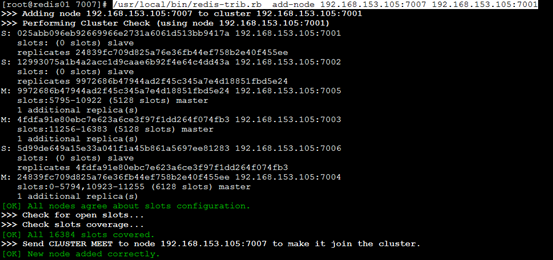 [root@redis01 7007]# /usr/local/bin/redis-trib.rb  add-node 192.168.153.105:7007 192.168.153.105:7001
>>> Adding node 192.168.153.105:7007 to cluster 192.168.153.105:7001
>>> Performing Cluster Check (using node 192.168.153.105:7001)
S: 025abb096eb92669966e2731a6061d513bb9417a 192.168.153.105:7001
   slots: (0 slots) slave
   replicates 24839fc709d825a76e36fb44ef758b2e40f455ee
S: 12993075a1b4a2acc1d9caae6b92f4e64c4dd43a 192.168.153.105:7002
   slots: (0 slots) slave
   replicates 9972686b47944ad2f45c345a7e4d18851fbd5e24
M: 9972686b47944ad2f45c345a7e4d18851fbd5e24 192.168.153.105:7005
   slots:5795-10922 (5128 slots) master
   1 additional replica(s)
M: 4fdfa91e80ebc7e623a6ce3f97f1dd264f074fb3 192.168.153.105:7003
   slots:11256-16383 (5128 slots) master
   1 additional replica(s)
S: 5d99de649a15e33a041f1a45b861a5697ee81283 192.168.153.105:7006
   slots: (0 slots) slave
   replicates 4fdfa91e80ebc7e623a6ce3f97f1dd264f074fb3
M: 24839fc709d825a76e36fb44ef758b2e40f455ee 192.168.153.105:7004
   slots:0-5794,10923-11255 (6128 slots) master
   1 additional replica(s)
[OK] All nodes agree about slots configuration.
>>> Check for open slots...
>>> Check slots coverage...
[OK] All 16384 slots covered.
>>> Send CLUSTER MEET to node 192.168.153.105:7007 to make it join the cluster.
[OK] New node added correctly.